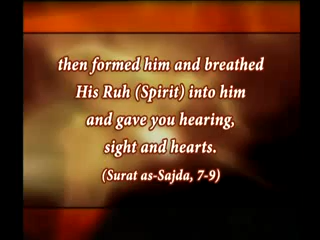 then formed him and breathed
His Ruh (Spirit) into him
and gave you hearing,
sight and hearts.
(Surat as-Sajda, 7-9)